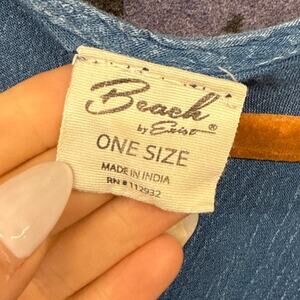 Beach
by Exist®
ONE SIZE
MADE IN INDIA
RN # 112932